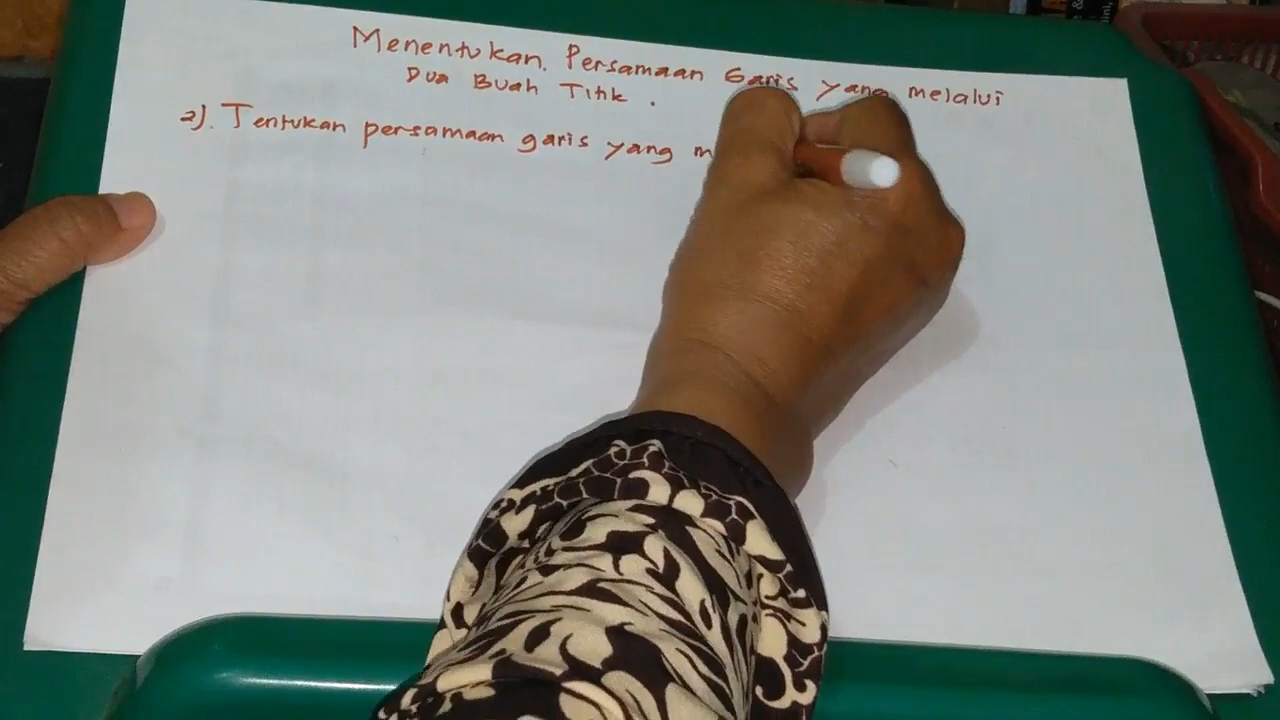 Menentukan. Persamaan Garis yang melalui
Dua Buah Titik .
2). Tentukan persamaan garis yang m